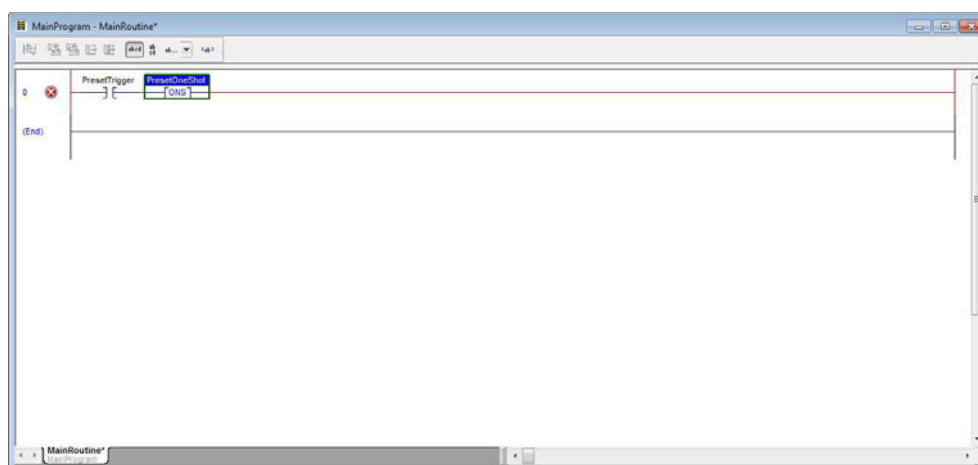 MainProgram - MainRoutine*
PresetTrigger PresetOneShot
0
ONS
(End)
MainRoutine*
MainProgram